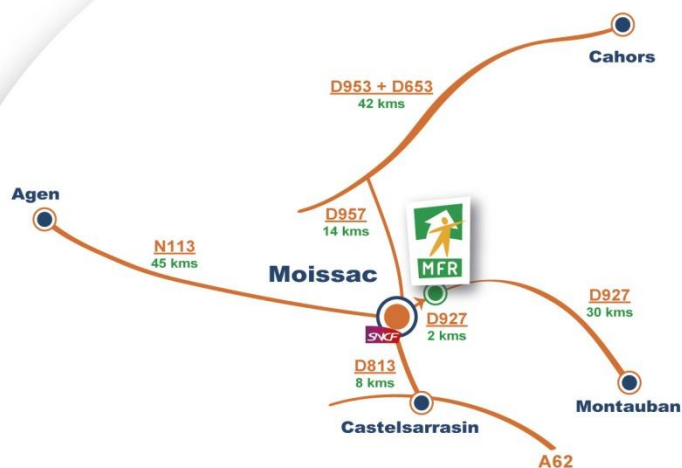 Cahors
D953 + D653
42 kms
Agen
D957
14 kms
N113
45 kms
MFR
Moissac
D927
30 kms
D927
2 kms
SNCF
D813
8 kms
Montauban
Castelsarrasin
A62